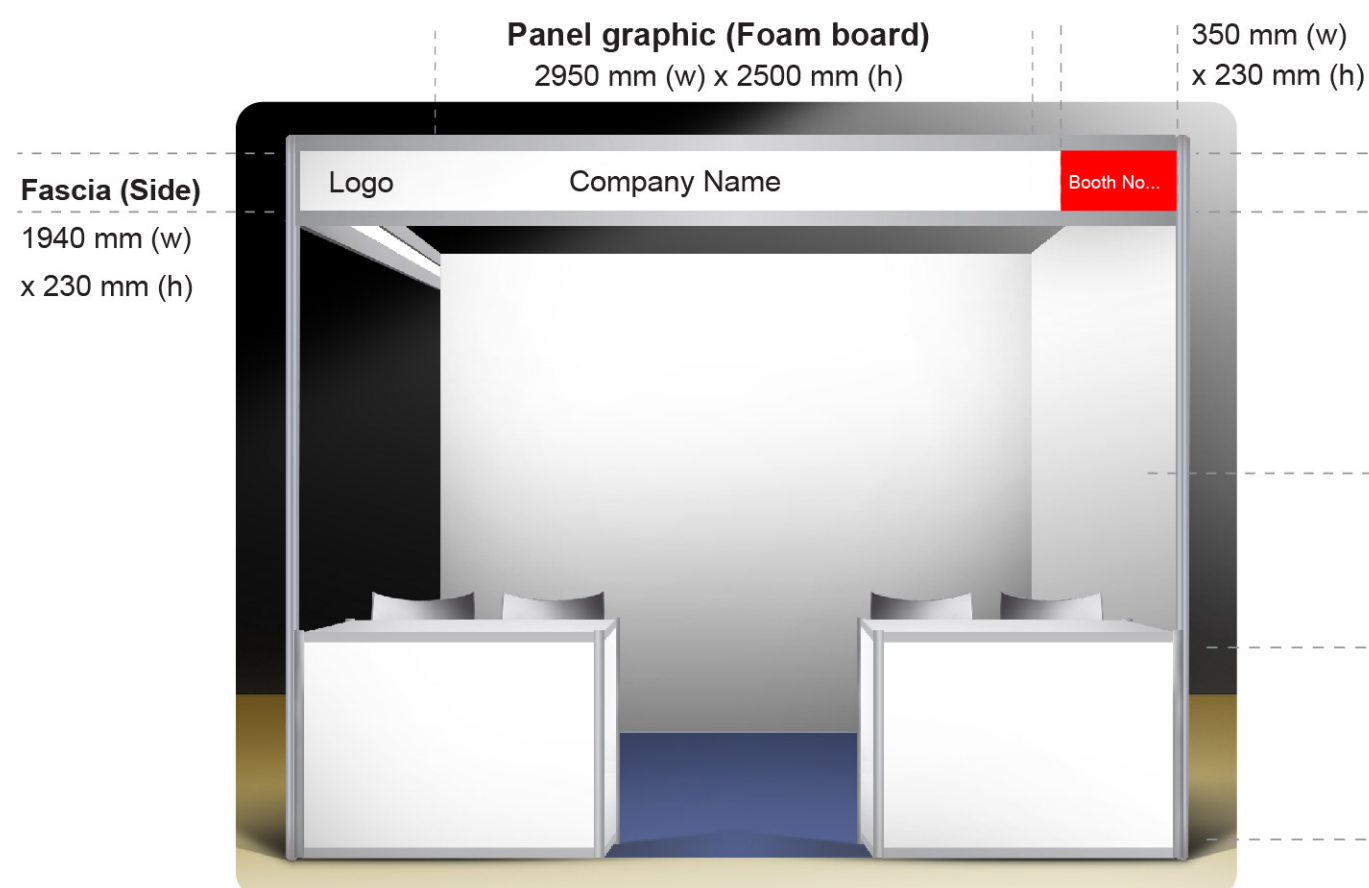 Panel graphic (Foam board)
2950 mm (w) x 2500 mm (h)
350 mm (w)
x 230 mm (h)
Fascia (Side)
1940 mm (w)
x 230 mm (h)
Logo
Company Name
Booth No...